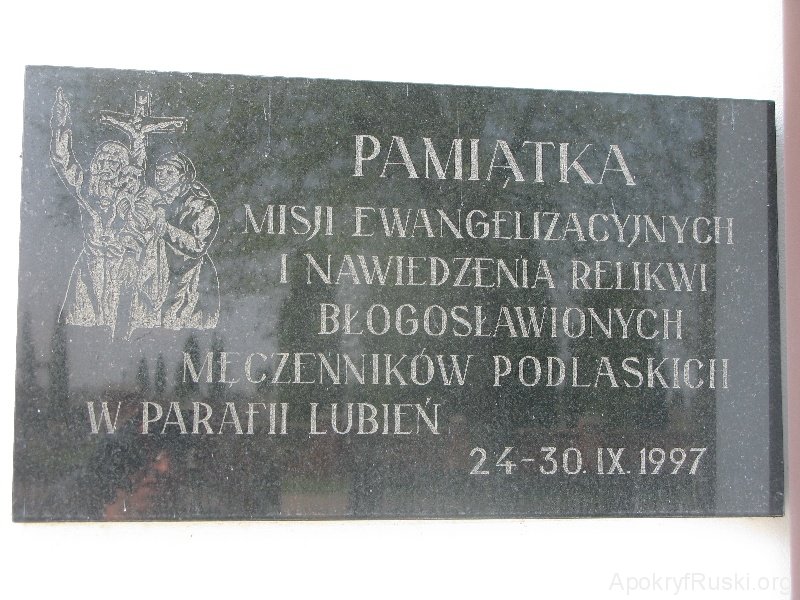 PAMIĄTKA
MISJI EWANGELIZACYJNYCH
I NAWIEDZENIA RELIKWI
BŁOGOSŁAWIONYCH
MĘCZENNIKÓW PODLASKICH
W PARAFII LUBIEŃ
24-30.IX.1997
ApokryfRuski.org